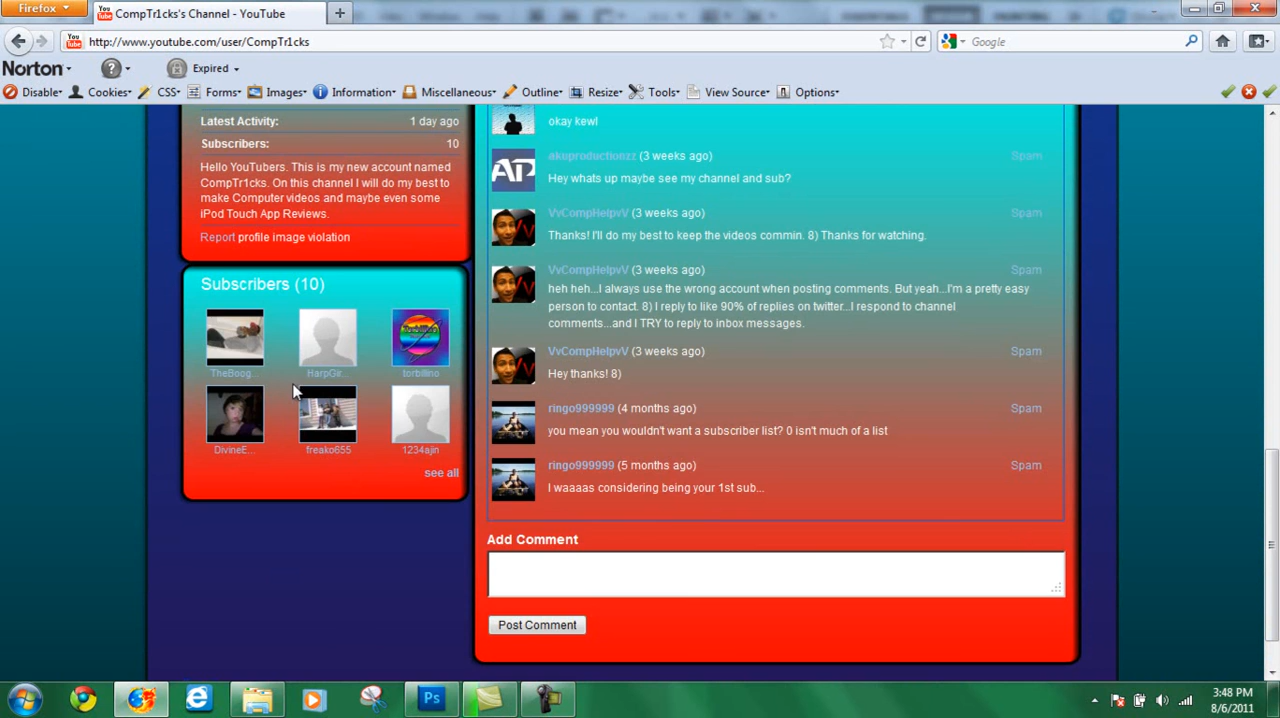 Firefox
CompTr1cks's Channel - YouTube
http://www.youtube.com/user/CompTr1cks
Google
Norton
Expired
Disable Cookies CSS Forms Images Information Miscellaneous Outline Resize Tools View Source Options
Latest Activity: 1 day ago
Subscribers: 10
Hello YouTubers. This is my new account named
CompTr1cks. On this channel I will do my best to
make Computer videos and maybe even some
iPod Touch App Reviews.
Report profile image violation
Subscribers (10)
TheBoog... HarpGir... torbillino
DivineE... freako655 1234ajin
see all
okay kewl
akuproductionzz (3 weeks ago) Spam
Hey whats up maybe see my channel and sub?
VvCompHelpvV (3 weeks ago) Spam
Thanks! I'll do my best to keep the videos commin. 8) Thanks for watching.
VvCompHelpvV (3 weeks ago) Spam
heh heh...I always use the wrong account when posting comments. But yeah...I'm a pretty easy
person to contact. 8) I reply to like 90% of replies on twitter...I respond to channel
comments...and I TRY to reply to inbox messages.
VvCompHelpvV (3 weeks ago) Spam
Hey thanks! 8)
ringo999999 (4 months ago) Spam
you mean you wouldn't want a subscriber list? 0 isn't much of a list
ringo999999 (5 months ago) Spam
I waaaas considering being your 1st sub...
Add Comment
Post Comment
3:48 PM
8/6/2011